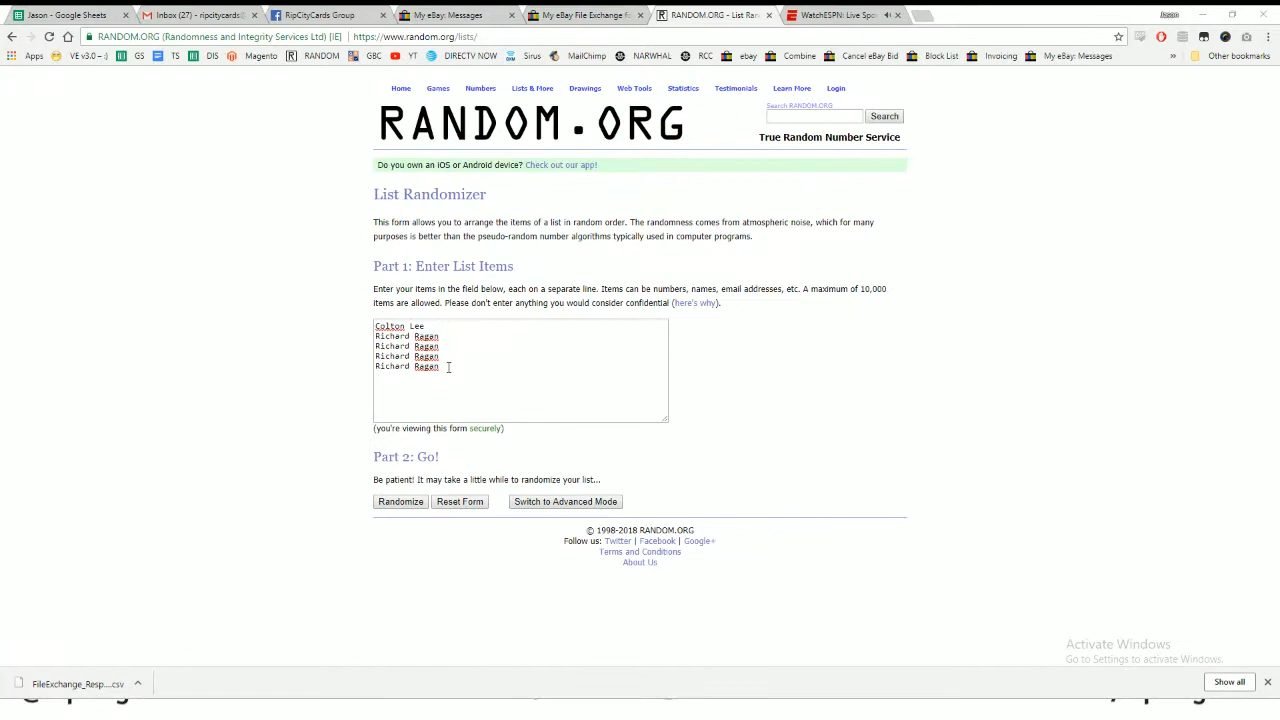 Jason - Google Sheets
Inbox (27) - ripcitycards@
RipCityCards Group
My eBay: Messages
My eBay File Exchange f
RANDOM.ORG - List Ran
WatchESPN: Live Spo
Jason
RANDOM.ORG (Randomness and Integrity Services Ltd) [IE]
https://www.random.org/lists/
Apps
VE v3.0 – :)
GS
TS
DIS
Magento
RANDOM
GBC
YT
DIRECTV NOW
Sirus
MailChimp
NARWHAL
RCC
ebay
Combine
Cancel eBay Bid
Block List
Invoicing
My eBay: Messages
»
Other bookmarks
Home
Games
Numbers
Lists & More
Drawings
Web Tools
Statistics
Testimonials
Learn More
Login
RANDOM.ORG
Search RANDOM.ORG
Search
True Random Number Service
Do you own an iOS or Android device? Check out our app!
List Randomizer
This form allows you to arrange the items of a list in random order. The randomness comes from atmospheric noise, which for many
purposes is better than the pseudo-random number algorithms typically used in computer programs.
Part 1: Enter List Items
Enter your items in the field below, each on a separate line. Items can be numbers, names, email addresses, etc. A maximum of 10,000
items are allowed. Please don't enter anything you would consider confidential (here's why).
Colton Lee
Richard Ragan
Richard Ragan
Richard Ragan
Richard Ragan
(you're viewing this form securely)
Part 2: Go!
Be patient! It may take a little while to randomize your list...
Randomize
Reset Form
Switch to Advanced Mode
© 1998-2018 RANDOM.ORG
Follow us: Twitter | Facebook | Google+
Terms and Conditions
About Us
Activate Windows
Go to Settings to activate Windows.
FileExchange_Resp....csv
Show all